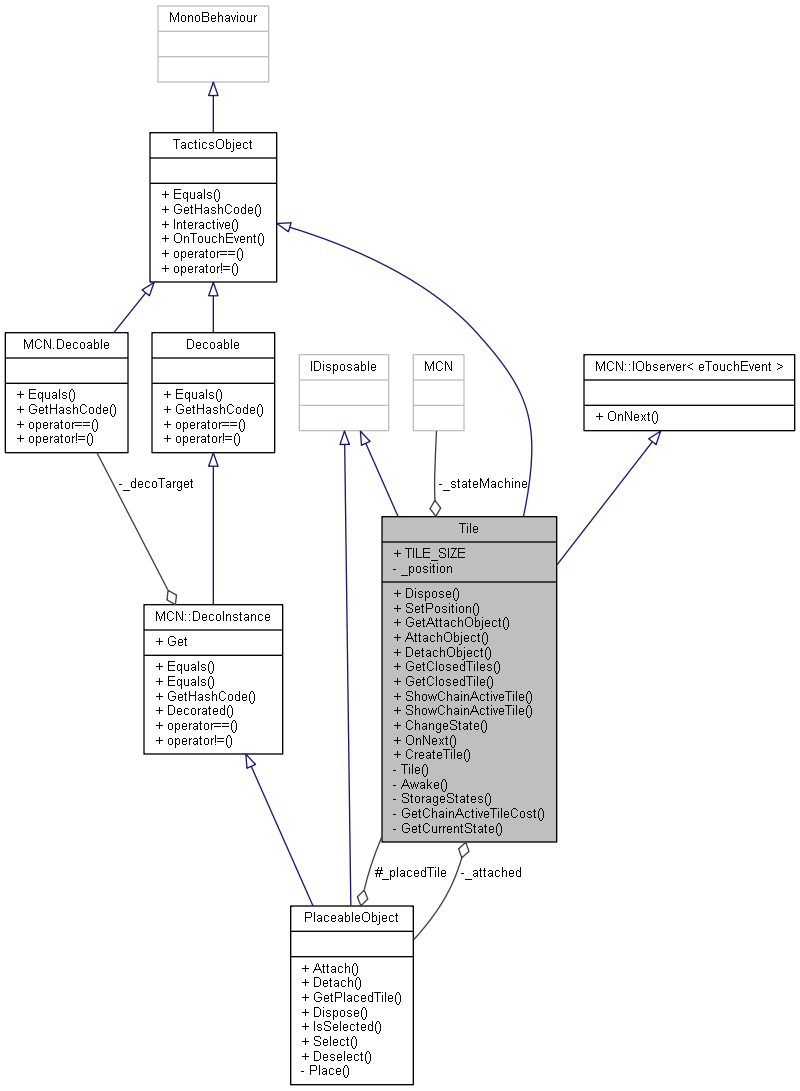 MonoBehaviour
TacticsObject
+ Equals()
+ GetHashCode()
+ Interactive()
+ OnTouchEvent()
+ operator==()
+ operator!=()
MCN.Decoable
+ Equals()
+ GetHashCode()
+ operator==()
+ operator!=()
Decoable
+ Equals()
+ GetHashCode()
+ operator==()
+ operator!=()
IDisposable
MCN
MCN::IObserver< eTouchEvent >
+ OnNext()
-_decoTarget
-_stateMachine
Tile
+ TILE_SIZE
- _position
+ Dispose()
+ SetPosition()
+ GetAttachObject()
+ AttachObject()
+ DetachObject()
+ GetClosedTiles()
+ GetClosedTile()
+ ShowChainActiveTile()
+ ShowChainActiveTile()
+ ChangeState()
+ OnNext()
+ CreateTile()
- Tile()
- Awake()
- StorageStates()
- GetChainActiveTileCost()
- GetCurrentState()
MCN::DecoInstance
+ Get
+ Equals()
+ Equals()
+ GetHashCode()
+ Decorated()
+ operator==()
+ operator!=()
#_placedTile
-_attached
PlaceableObject
+ Attach()
+ Detach()
+ GetPlacedTile()
+ Dispose()
+ IsSelected()
+ Select()
+ Deselect()
- Place()